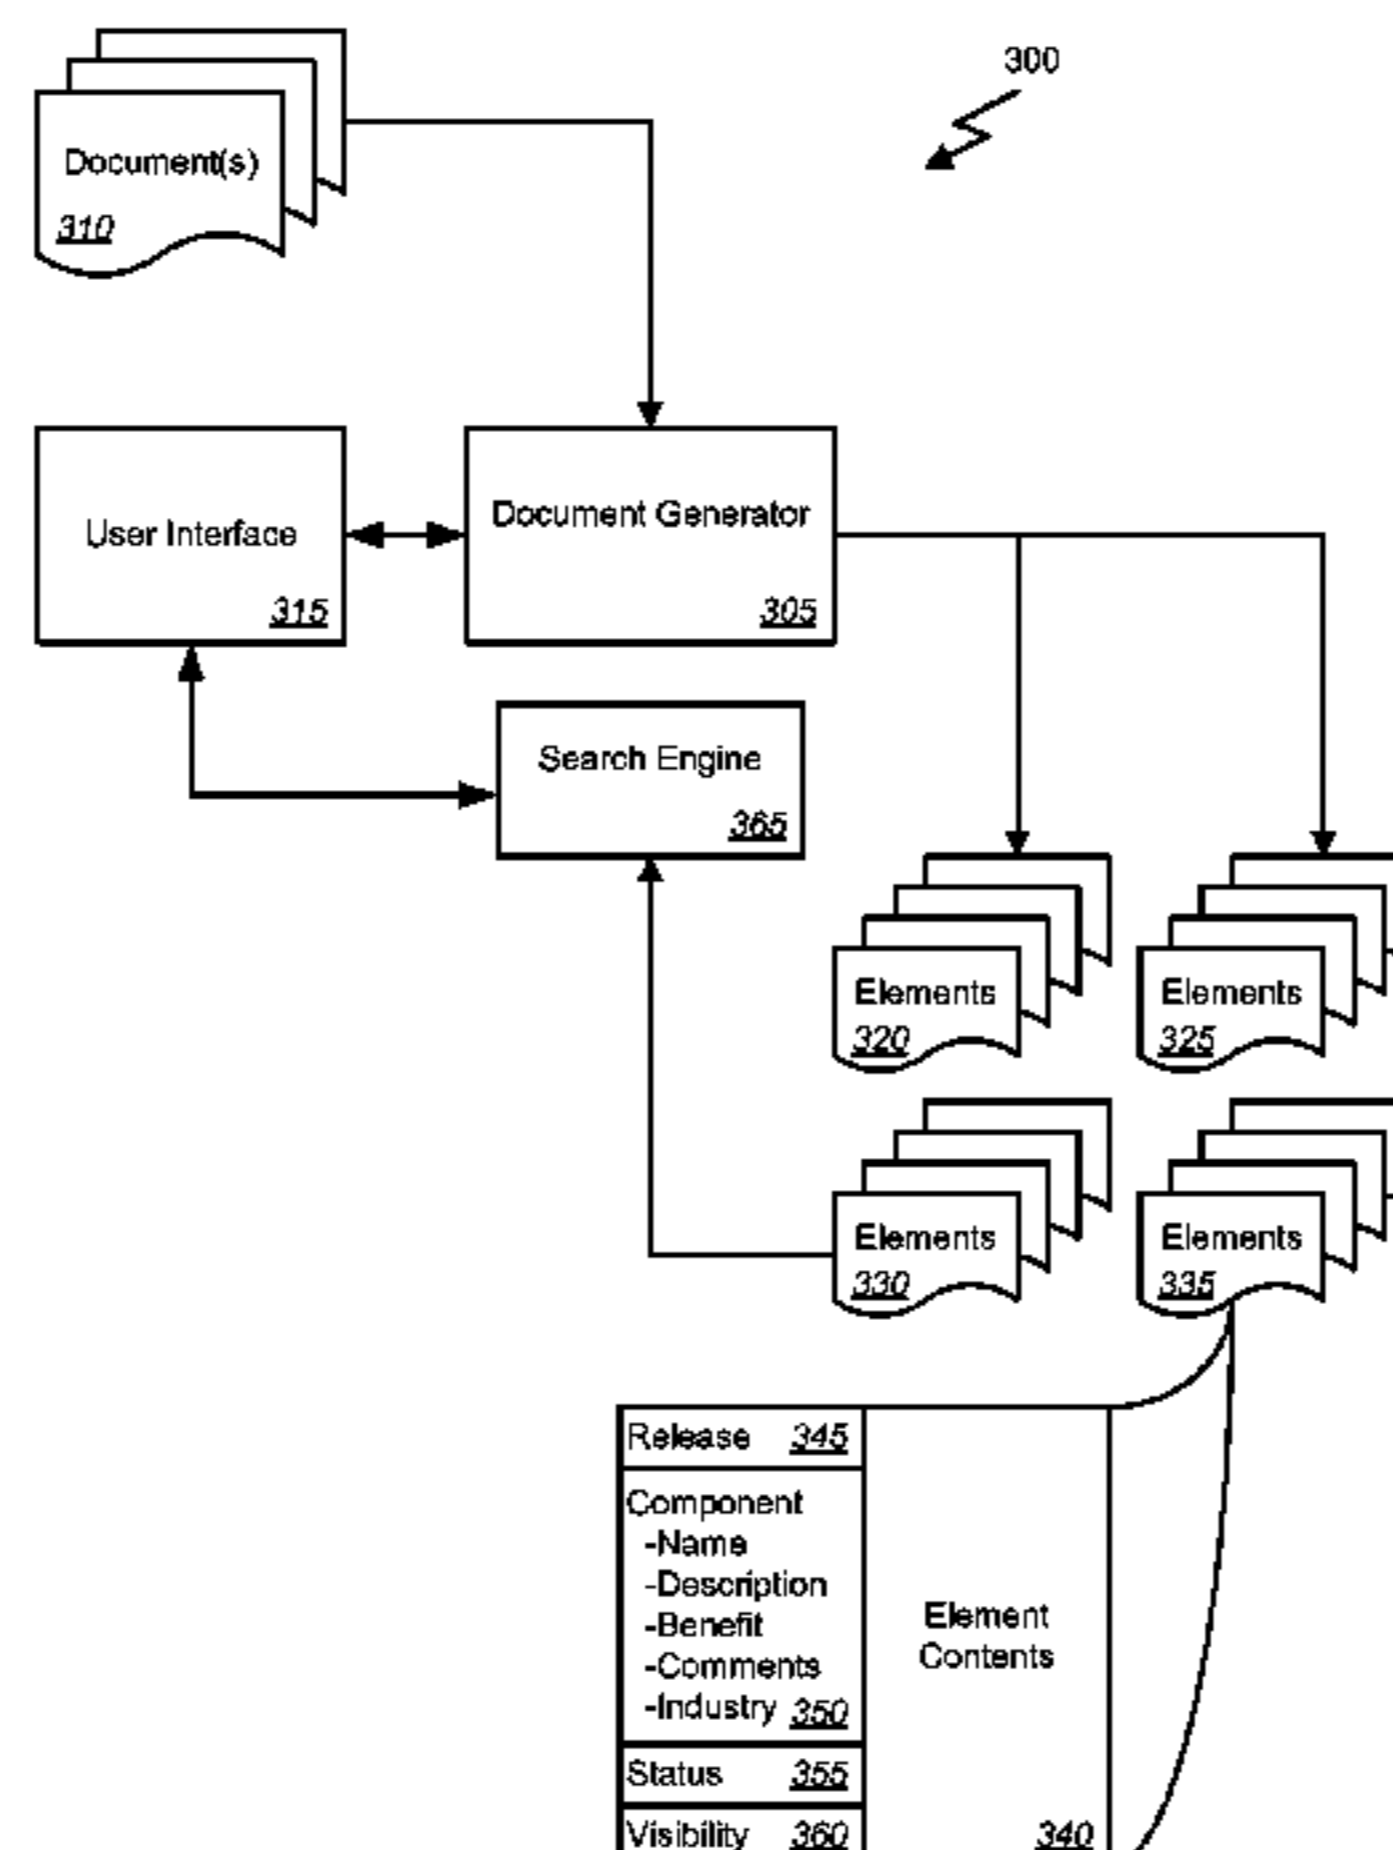 300
Document(s)
310
User Interface
315
Document Generator
305
Search Engine
365
Elements
320
Elements
325
Elements
330
Elements
335
Release 345
Component
-Name
-Description
-Benefit
-Comments
-Industry 350
Status 355
Visibility 360
Element
Contents
340